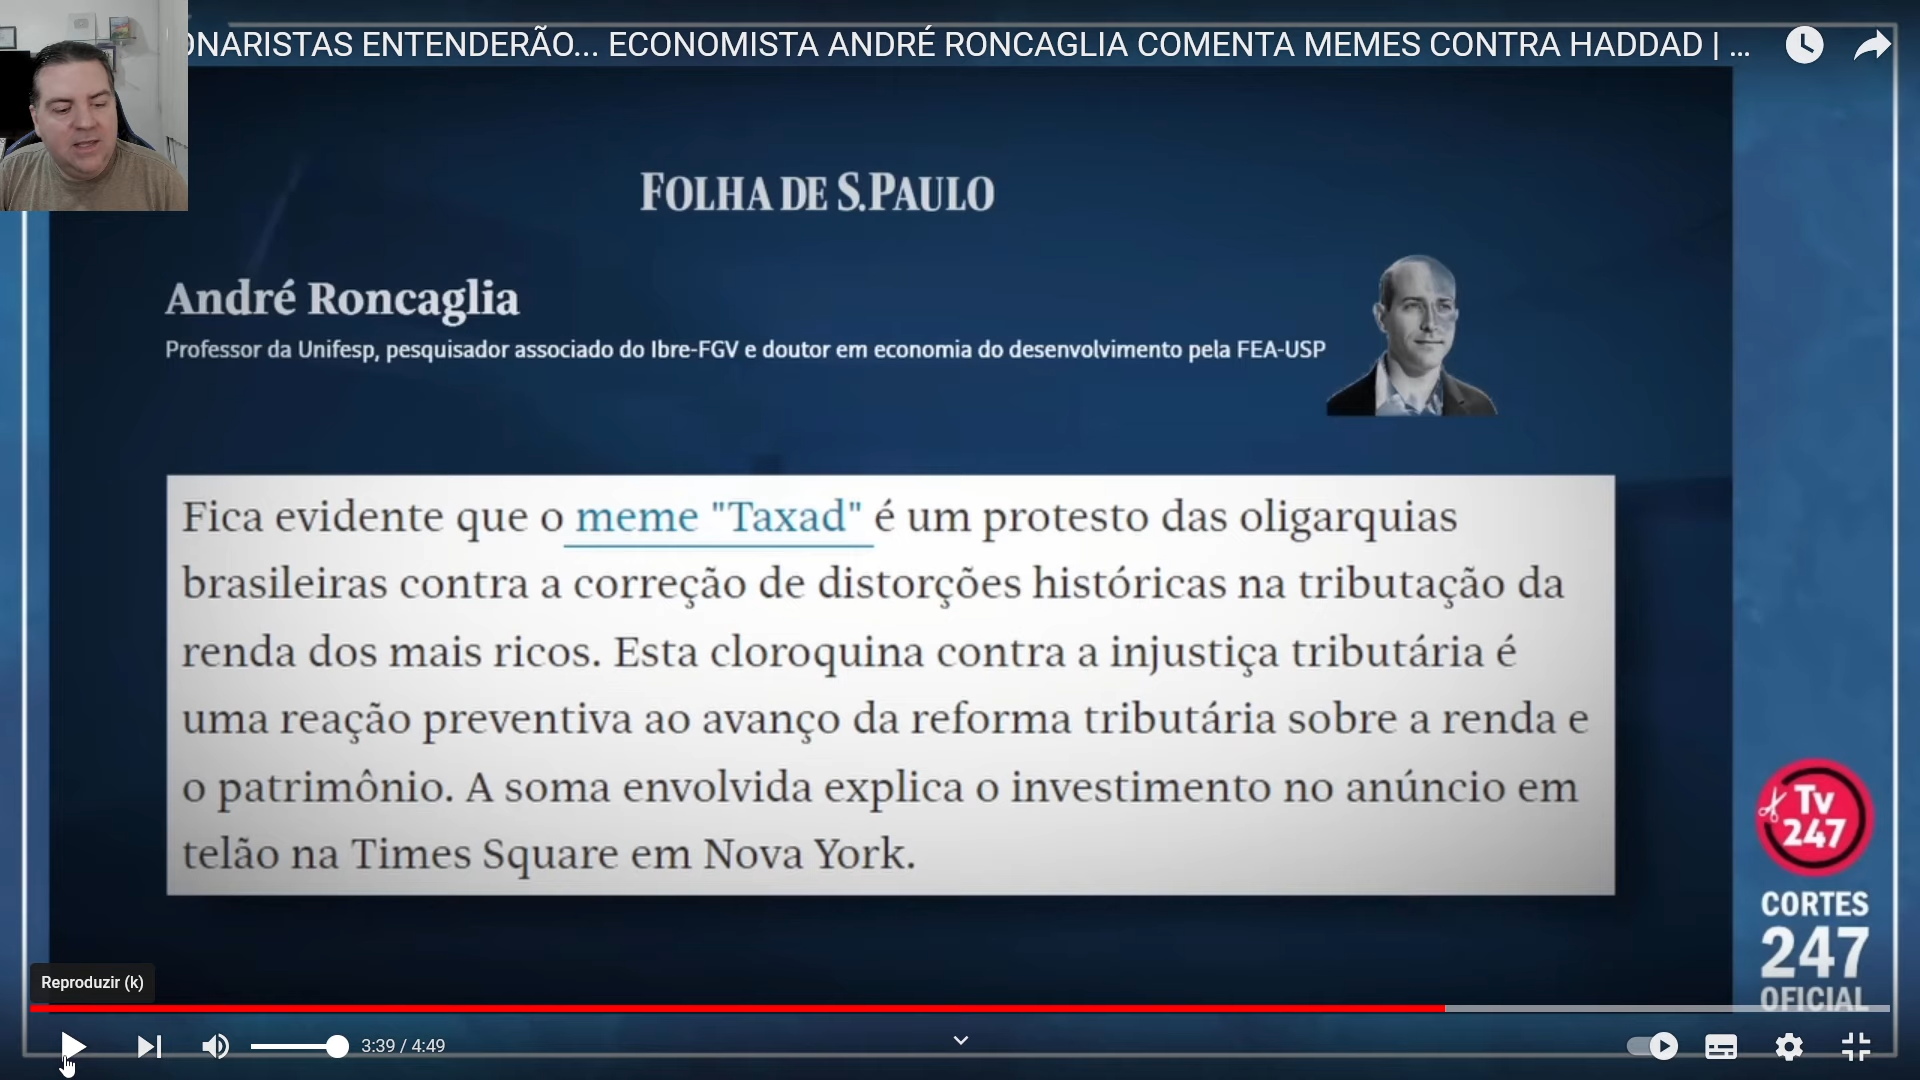 ONARISTAS ENTENDERÃO... ECONOMISTA ANDRÉ RONCAGLIA COMENTA MEMES CONTRA HADDAD | ...
FOLHA DE S.PAULO
André Roncaglia
Professor da Unifesp, pesquisador associado do Ibre-FGV e doutor em economia do desenvolvimento pela FEA-USP
Fica evidente que o meme "Taxad" é um protesto das oligarquias
brasileiras contra a correção de distorções históricas na tributação da
renda dos mais ricos. Esta cloroquina contra a injustiça tributária é
uma reação preventiva ao avanço da reforma tributária sobre a renda e
o patrimônio. A soma envolvida explica o investimento no anúncio em
telão na Times Square em Nova York.
Tv
247
CORTES
247
OFICIAL
Reproduzir (k)
3:39 / 4:49